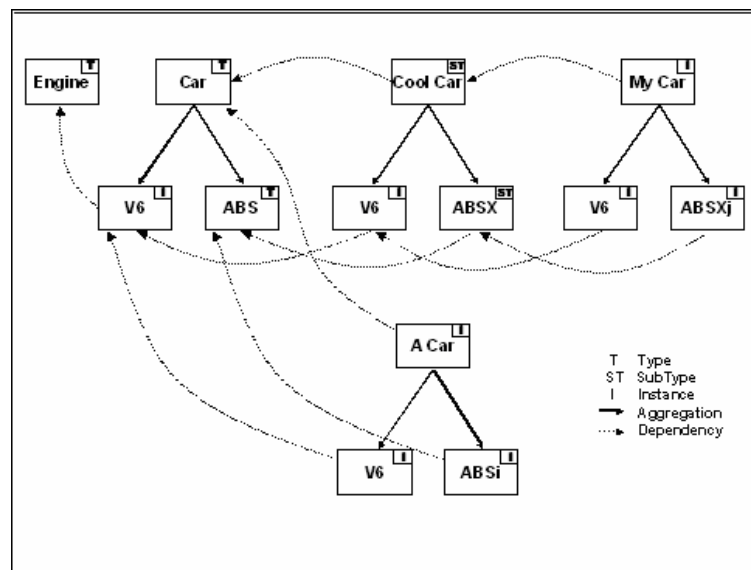 Engine T
Car T
Cool Car ST
My Car I
V6 I
ABS T
V6 I
ABSX ST
V6 I
ABSXj I
A Car I
V6 I
ABSi I
T Type
ST SubType
I Instance
Aggregation
Dependency